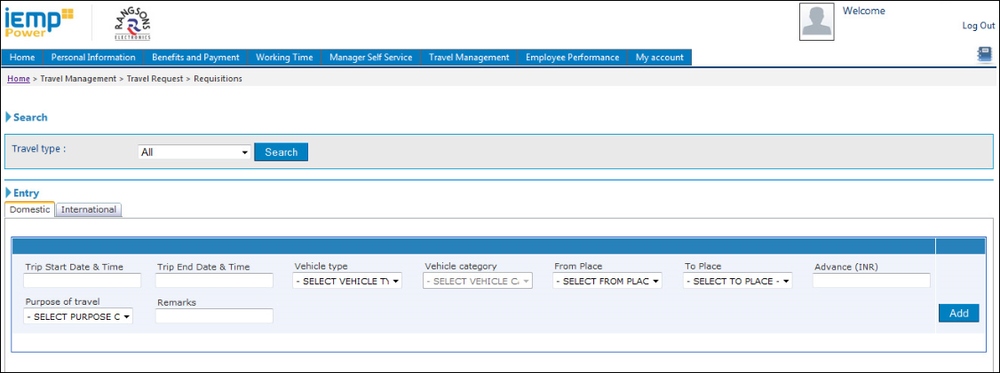 iEMP Power
RANGSONS ELECTRONICS
Welcome
Log Out
Home Personal Information Benefits and Payment Working Time Manager Self Service Travel Management Employee Performance My account
Home > Travel Management > Travel Request > Requisitions
Search
Travel type : All Search
Entry
Domestic International
Trip Start Date & Time Trip End Date & Time Vehicle type Vehicle category From Place To Place Advance (INR)
- SELECT VEHICLE TY - SELECT VEHICLE CA - SELECT FROM PLAC - SELECT TO PLACE -
Purpose of travel Remarks
- SELECT PURPOSE O Add